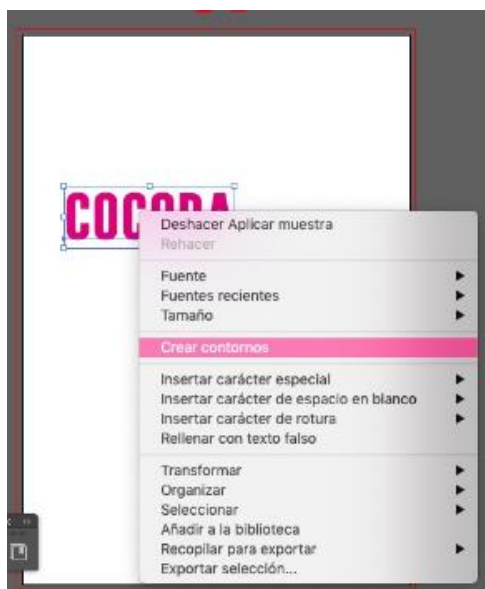 COCODA
Deshacer Aplicar muestra
Rehacer
Fuente
Fuentes recientes
Tamaño
Crear contornos
Insertar carácter especial
Insertar carácter de espacio en blanco
Insertar carácter de rotura
Rellenar con texto falso
Transformar
Organizar
Seleccionar
Añadir a la biblioteca
Recopilar para exportar
Exportar selección...